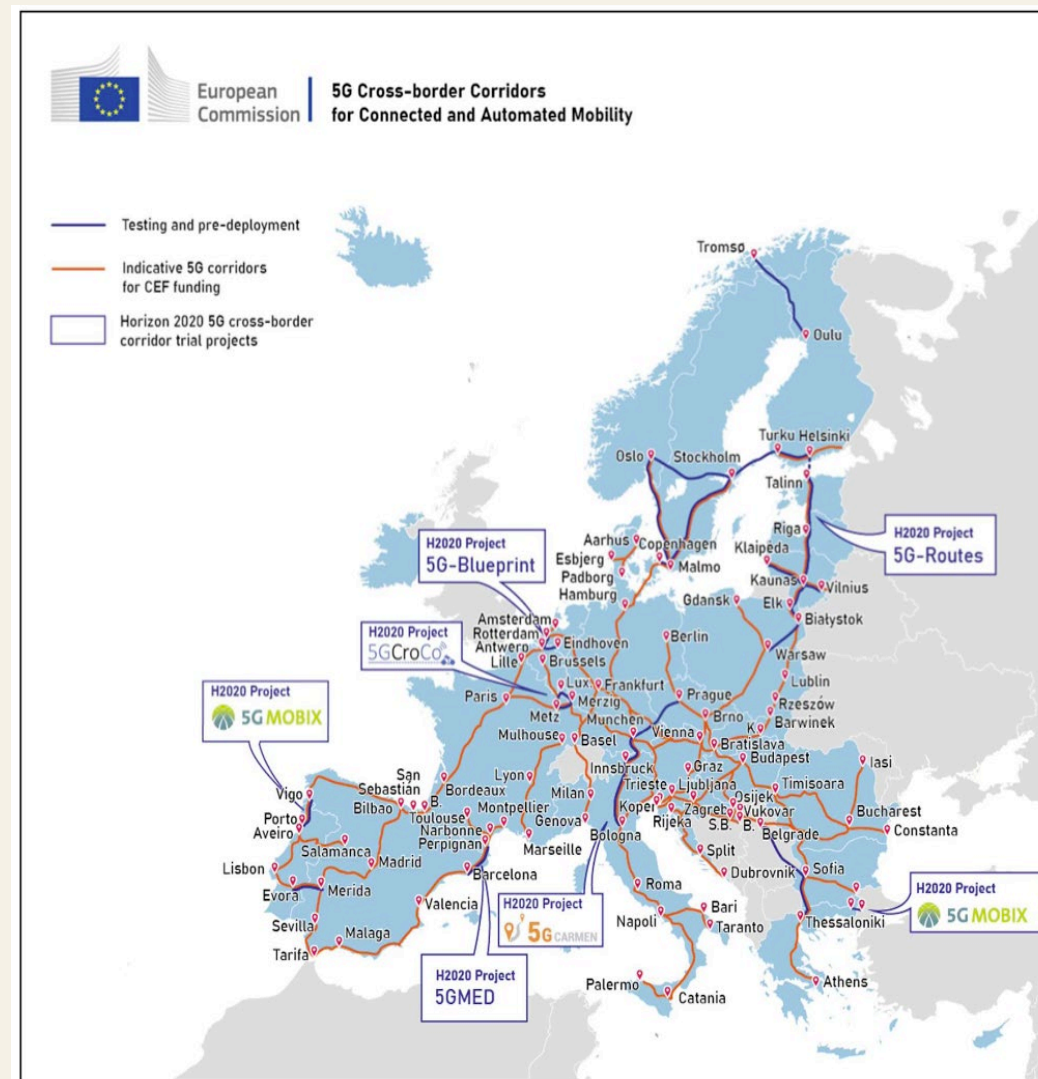 European
Commission
5G Cross-border Corridors
for Connected and Automated Mobility
Testing and pre-deployment
Indicative 5G corridors
for CEF funding
Horizon 2020 5G cross-border
corridor trial projects
Tromsø
Oulu
Turku Helsinki
Oslo
Stockholm
Talinn
Riga
H2020 Project
5G-Routes
Klaipėda
Aarhus
Copenhagen
Esbjerg
Malmo
H2020 Project
5G-Blueprint
Kaunas
Vilnius
Padborg
Hamburg
Gdansk
Elk
Białystok
Amsterdam
Rotterdam
Antwero
Eindhoven
Berlin
Warsaw
H2020 Project
5GCroCo
Lille
Brussels
Lublin
Lux
Frankfurt
Prague
Rzeszów
H2020 Project
5G MOBIX
Paris
Merzig
Brno
Barwinek
Metz
Munchen
Vienna
K
Mulhouse
Basel
Bratislava
Budapest
Iasi
Innsbruck
Graz
Lyon
Trieste
Ljubljana
Timisoara
San
Sebastián
Bordeaux
Milan
Koper
Zagreb
Osijek
Vukovar
Bucharest
Vigo
Bilbao
B.
Toulouse
Montpellier
Genova
Rijeka
S.B.
B.
Belgrade
Constanta
Porto
Aveiro
Narbonne
Perpignan
Marseille
Bologna
Split
Sofia
Salamanca
Madrid
Lisbon
Barcelona
Roma
Dubrovnik
Evora
Merida
Valencia
H2020 Project
5G CARMEN
Napoli
Bari
Taranto
Thessaloniki
H2020 Project
5G MOBIX
Sevilla
Malaga
Tarifa
H2020 Project
5GMED
Palermo
Catania
Athens